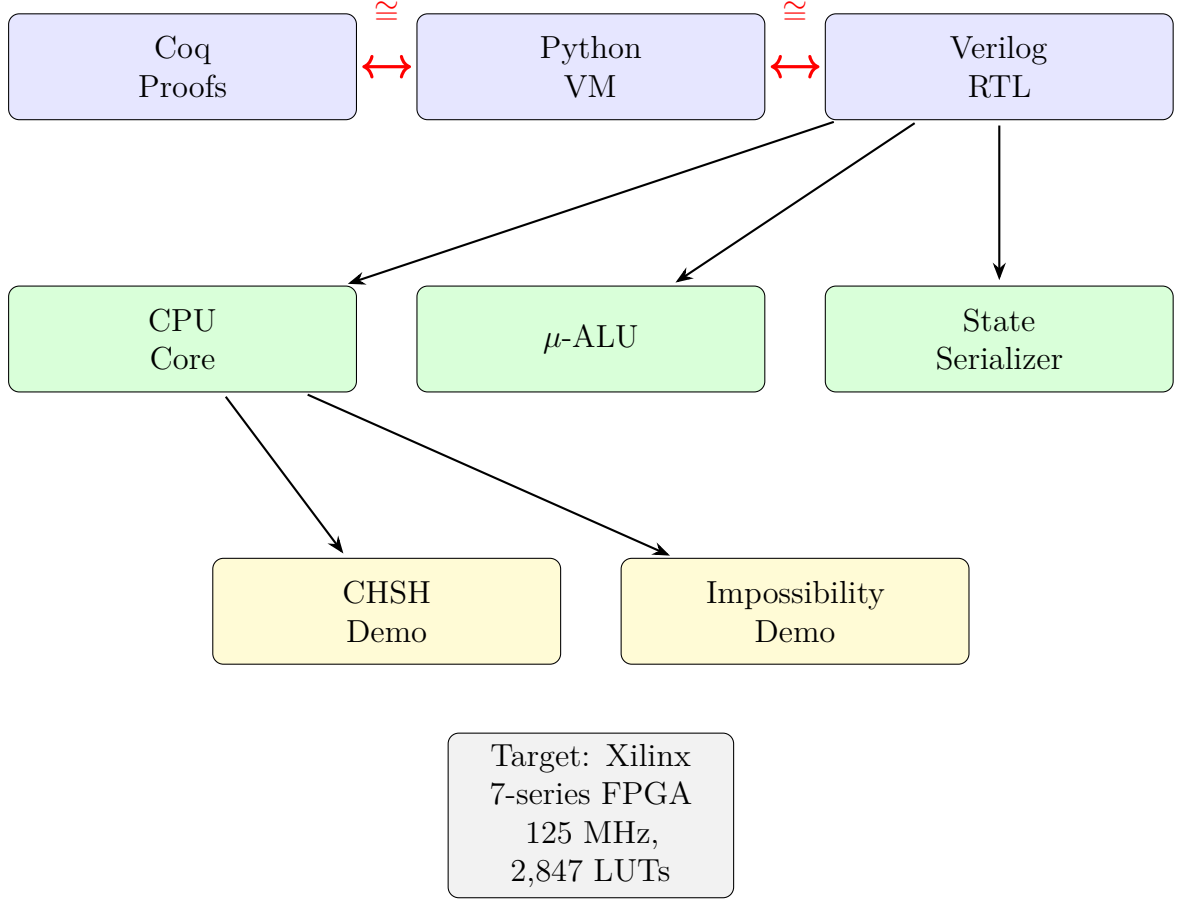 ≅ ≅
Coq
Proofs
Python
VM
Verilog
RTL
CPU
Core
μ-ALU
State
Serializer
CHSH
Demo
Impossibility
Demo
Target: Xilinx
7-series FPGA
125 MHz,
2,847 LUTs